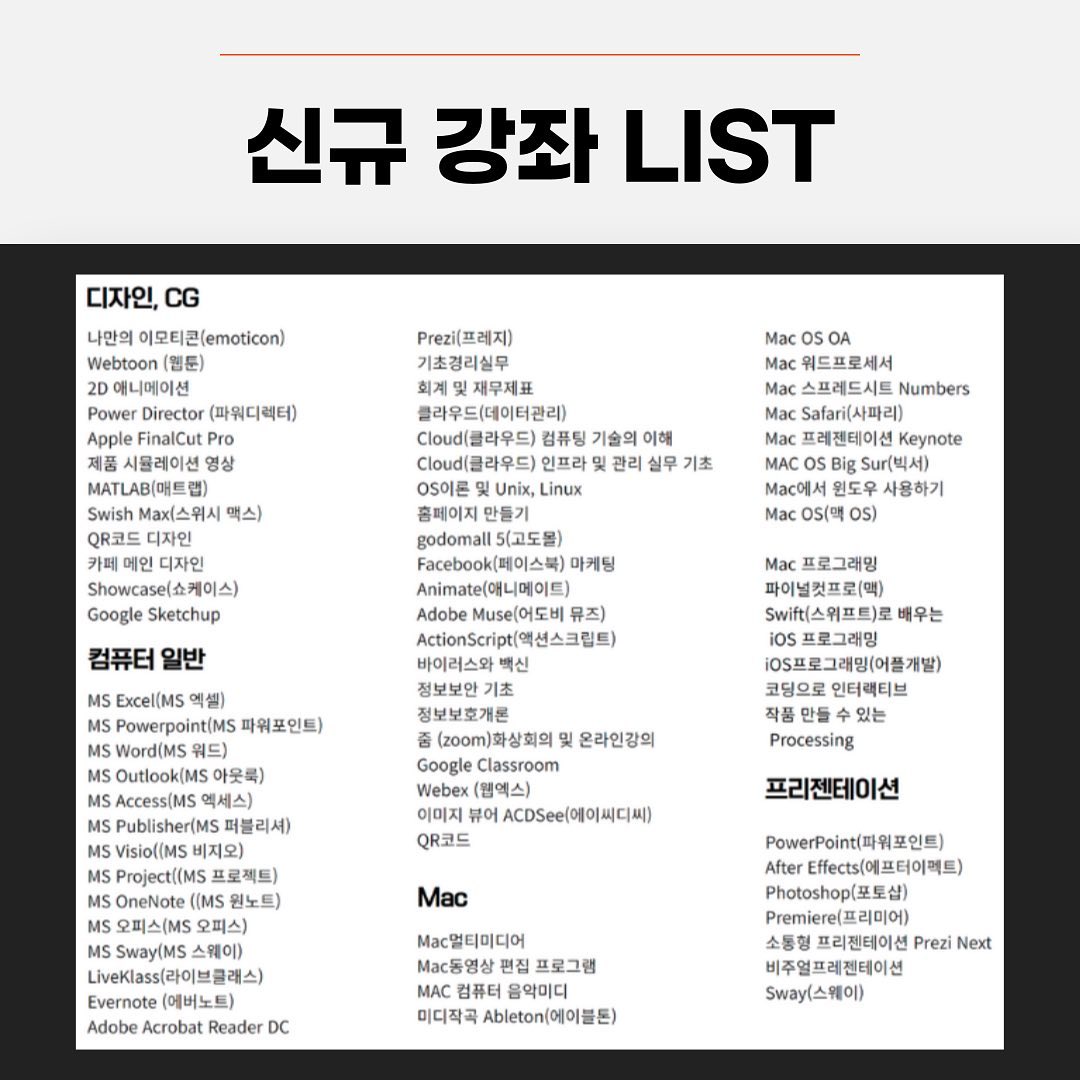 신규 강좌 LIST
디자인, CG
나만의 이모티콘(emoticon)
Webtoon (웹툰)
2D 애니메이션
Power Director (파워디렉터)
Apple FinalCut Pro
제품 시뮬레이션 영상
MATLAB(매트랩)
Swish Max(스위시 맥스)
QR코드 디자인
카페 메인 디자인
Showcase(쇼케이스)
Google Sketchup
컴퓨터 일반
MS Excel(MS 엑셀)
MS Powerpoint(MS 파워포인트)
MS Word(MS 워드)
MS Outlook(MS 아웃룩)
MS Access(MS 엑세스)
MS Publisher(MS 퍼블리셔)
MS Visio((MS 비지오)
MS Project((MS 프로젝트)
MS OneNote ((MS 원노트)
MS 오피스(MS 오피스)
MS Sway(MS 스웨이)
LiveKlass(라이브클래스)
Evernote (에버노트)
Adobe Acrobat Reader DC
Prezi(프레지)
기초경리실무
회계 및 재무제표
클라우드(데이터관리)
Cloud(클라우드) 컴퓨팅 기술의 이해
Cloud(클라우드) 인프라 및 관리 실무 기초
OS이론 및 Unix, Linux
홈페이지 만들기
godomall 5(고도몰)
Facebook(페이스북) 마케팅
Animate(애니메이트)
Adobe Muse(어도비 뮤즈)
ActionScript(액션스크립트)
바이러스와 백신
정보보안 기초
정보보호개론
줌 (zoom)화상회의 및 온라인강의
Google Classroom
Webex (웹엑스)
이미지 뷰어 ACDSee(에이씨디씨)
QR코드
Mac
Mac멀티미디어
Mac동영상 편집 프로그램
MAC 컴퓨터 음악미디
미디작곡 Ableton(에이블톤)
Mac OS OA
Mac 워드프로세서
Mac 스프레드시트 Numbers
Mac Safari(사파리)
Mac 프레젠테이션 Keynote
MAC OS Big Sur(빅서)
Mac에서 윈도우 사용하기
Mac OS(맥 OS)
Mac 프로그래밍
파이널컷프로(맥)
Swift(스위프트)로 배우는
iOS 프로그래밍
iOS프로그래밍(어플개발)
코딩으로 인터랙티브
작품 만들 수 있는
Processing
프리젠테이션
PowerPoint(파워포인트)
After Effects(에프터이펙트)
Photoshop(포토샵)
Premiere(프리미어)
소통형 프리젠테이션 Prezi Next
비주얼프레젠테이션
Sway(스웨이)